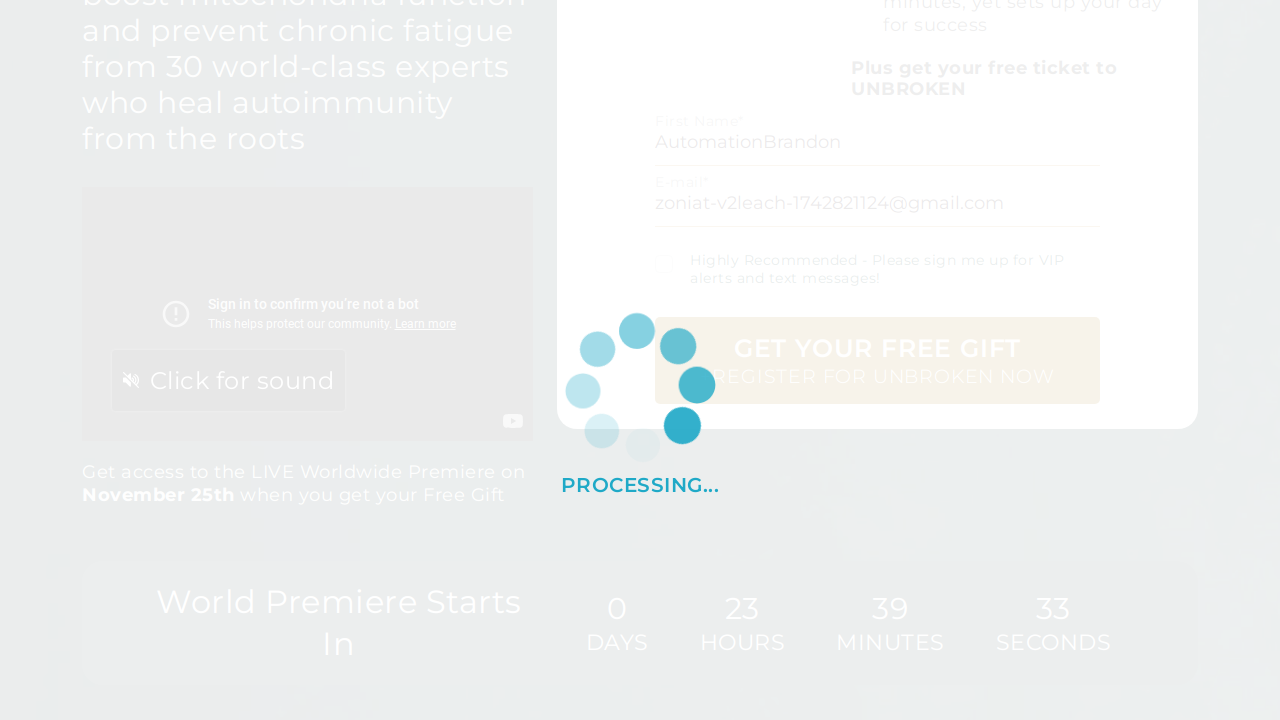 boost mitochondria function
and prevent chronic fatigue
from 30 world-class experts
who heal autoimmunity
from the roots
Sign in to confirm you're not a bot
This helps protect our community. Learn more
Click for sound
Get access to the LIVE Worldwide Premiere on
November 25th when you get your Free Gift
minutes, yet sets up your day
for success
Plus get your free ticket to
UNBROKEN
First Name*
AutomationBrandon
E-mail*
zoniat-v2leach-1742821124@gmail.com
Highly Recommended - Please sign me up for VIP
alerts and text messages!
GET YOUR FREE GIFT
REGISTER FOR UNBROKEN NOW
PROCESSING...
World Premiere Starts
In
0
DAYS
23
HOURS
39
MINUTES
33
SECONDS